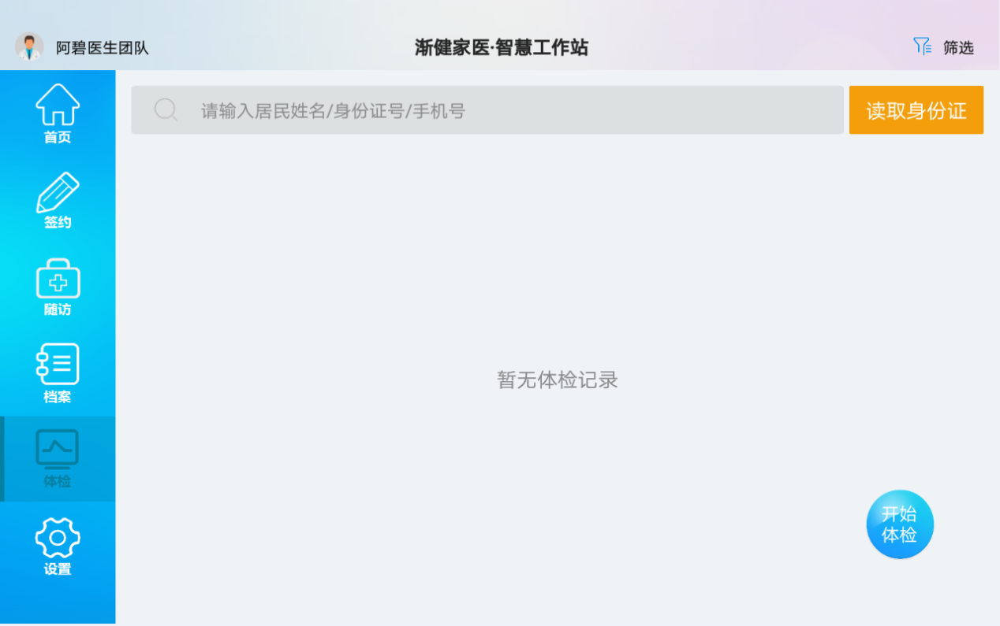 阿碧医生团队
渐健家医·智慧工作站
筛选
首页
签约
随访
档案
体检
设置
请输入居民姓名/身份证号/手机号
读取身份证
暂无体检记录
开始
体检